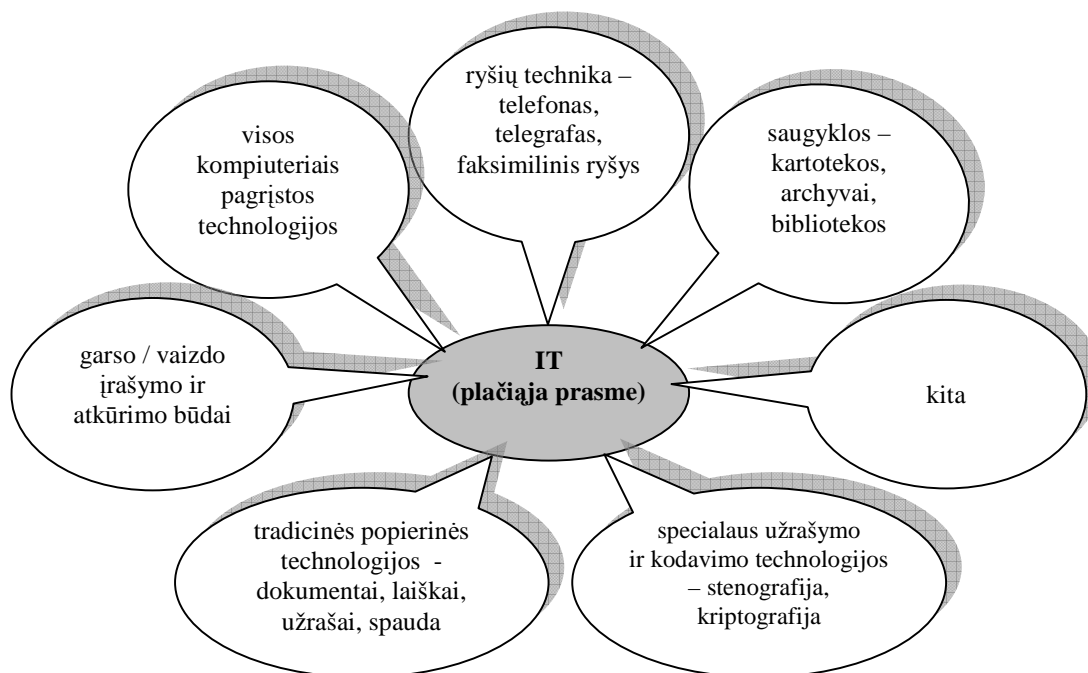 ryšių technika –
telefonas,
telegrafas,
faksimilinis ryšys
visos
kompiuteriais
pagrįstos
technologijos
saugyklos –
kartotekos,
archyvai,
bibliotekos
garso / vaizdo
įrašymo ir
atkūrimo būdai
IT
(plačiąja prasme)
kita
tradicinės popierinės
technologijos -
dokumentai, laiškai,
užrašai, spauda
specialaus užrašymo
ir kodavimo technologijos
– stenografija,
kriptografija